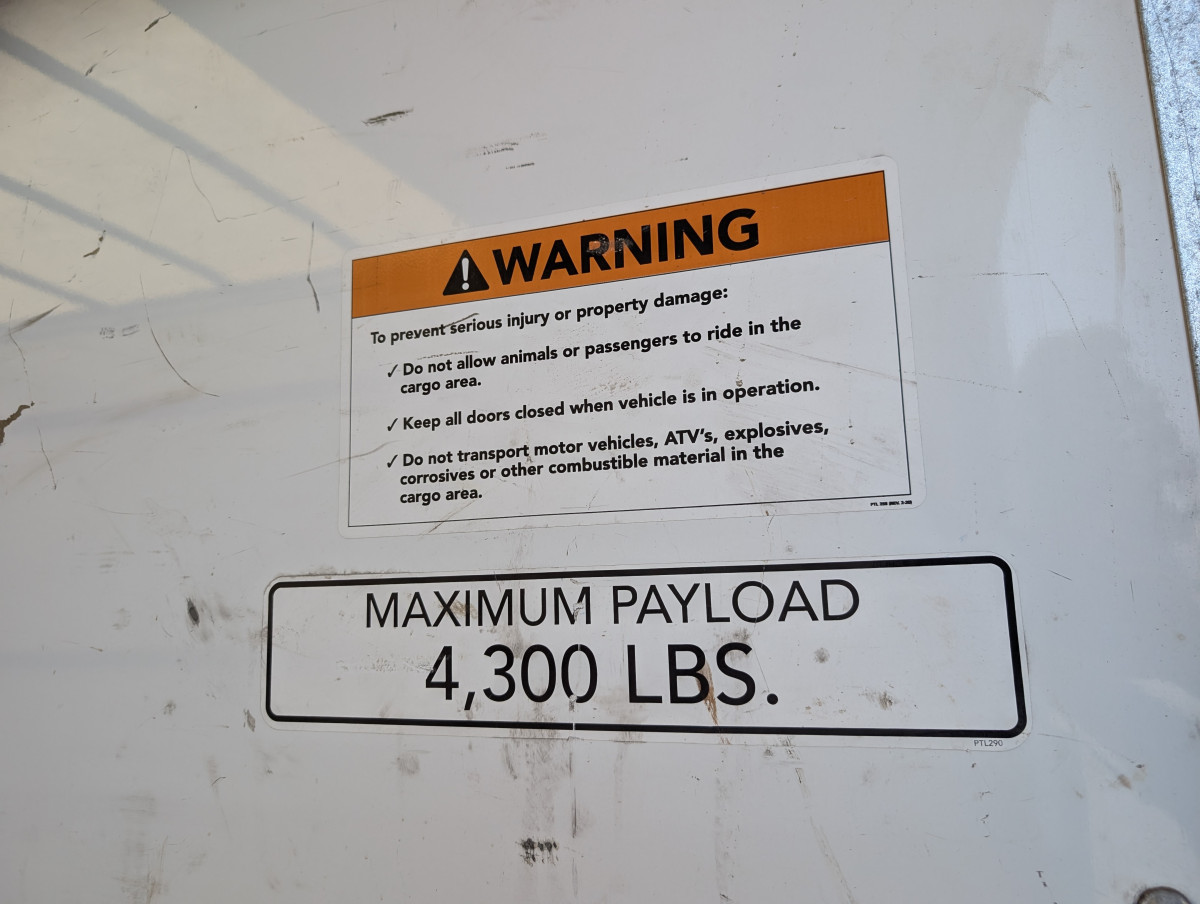 WARNING
To prevent serious injury or property damage:
✓ Do not allow animals or passengers to ride in the
cargo area.
✓ Keep all doors closed when vehicle is in operation.
✓ Do not transport motor vehicles, ATV's, explosives,
corrosives or other combustible material in the
cargo area.
MAXIMUM PAYLOAD
4,300 LBS.
PTL290